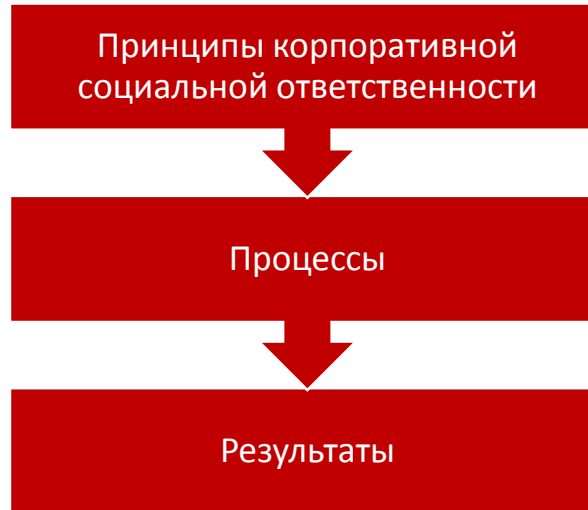 Принципы корпоративной
социальной ответственности
Процессы
Результаты